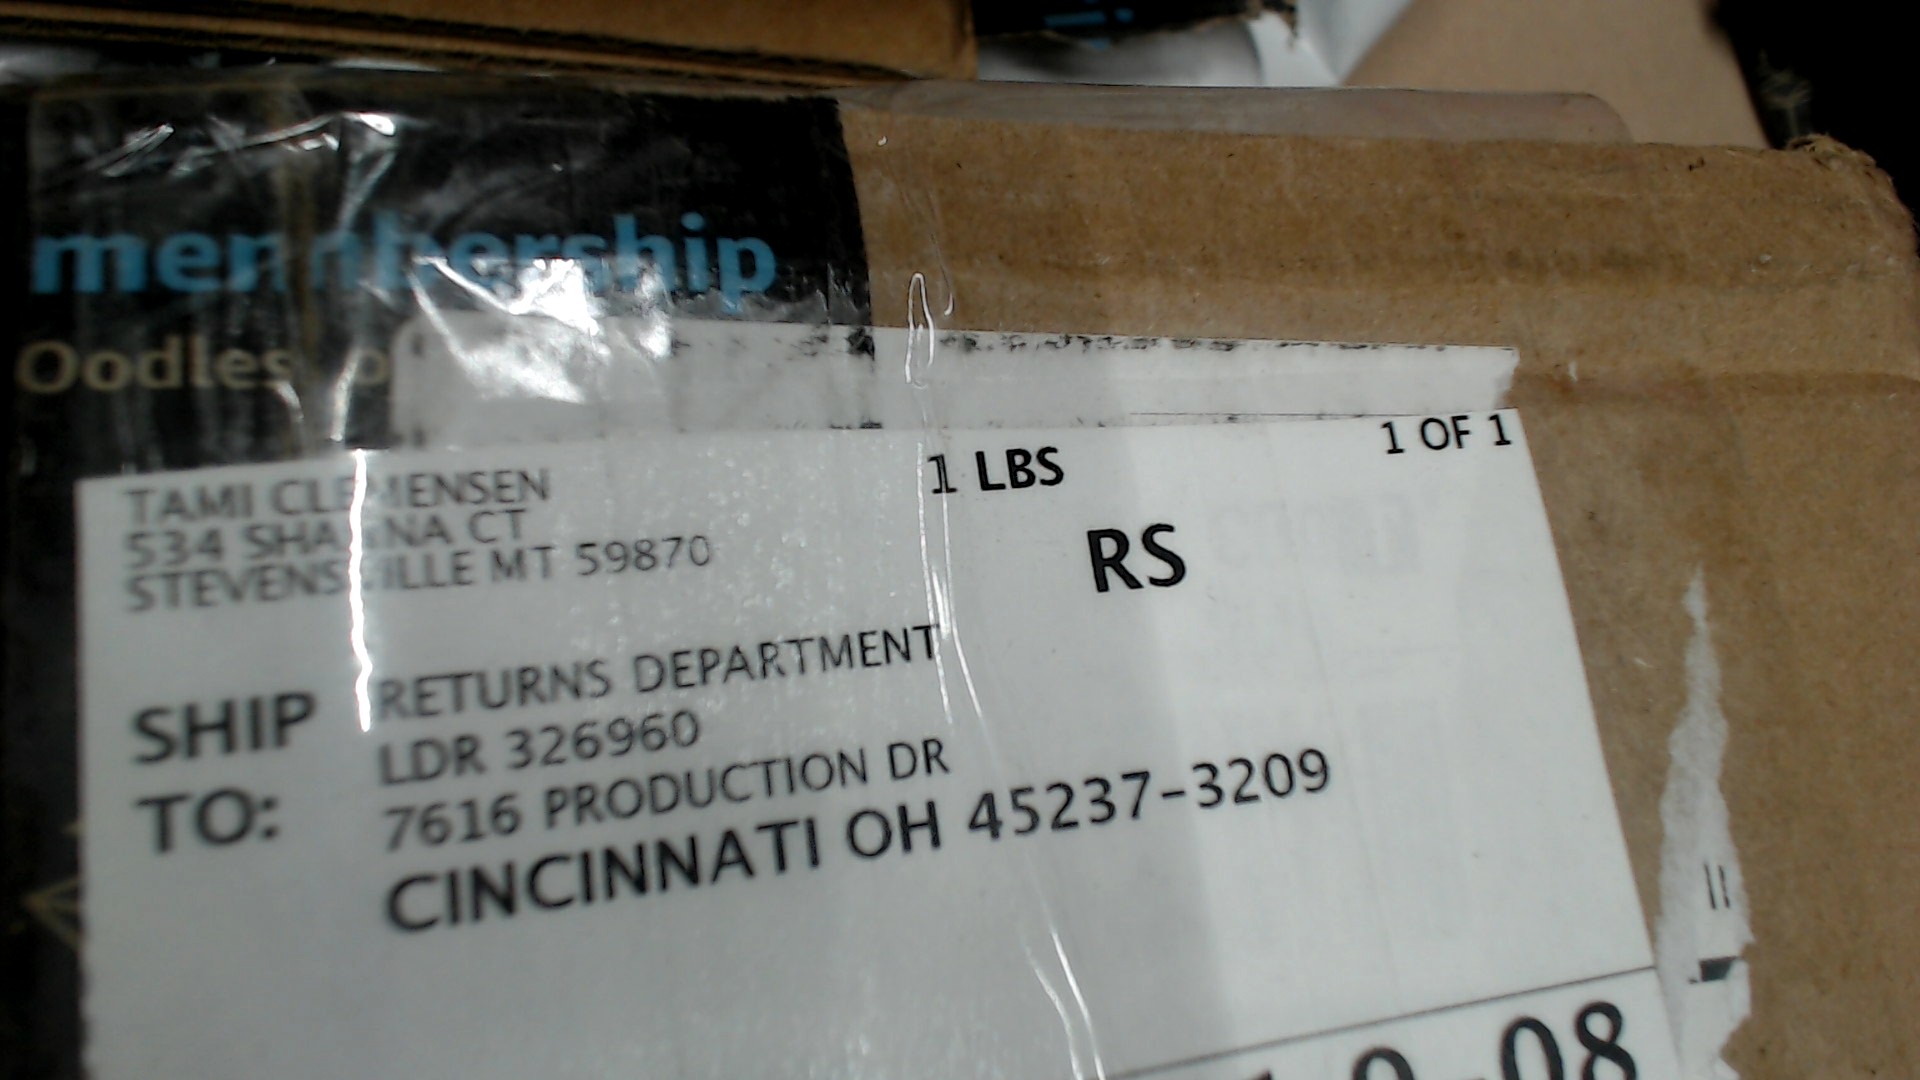 membership
Oodles
TAMI CLEMENSEN
534 CT
STEVENSVILLE MT 59870
1 LBS
1 OF 1
RS
SHIP TO:
RETURNS DEPARTMENT
LDR 326960
7616 PRODUCTION DR
CINCINNATI OH 45237-3209